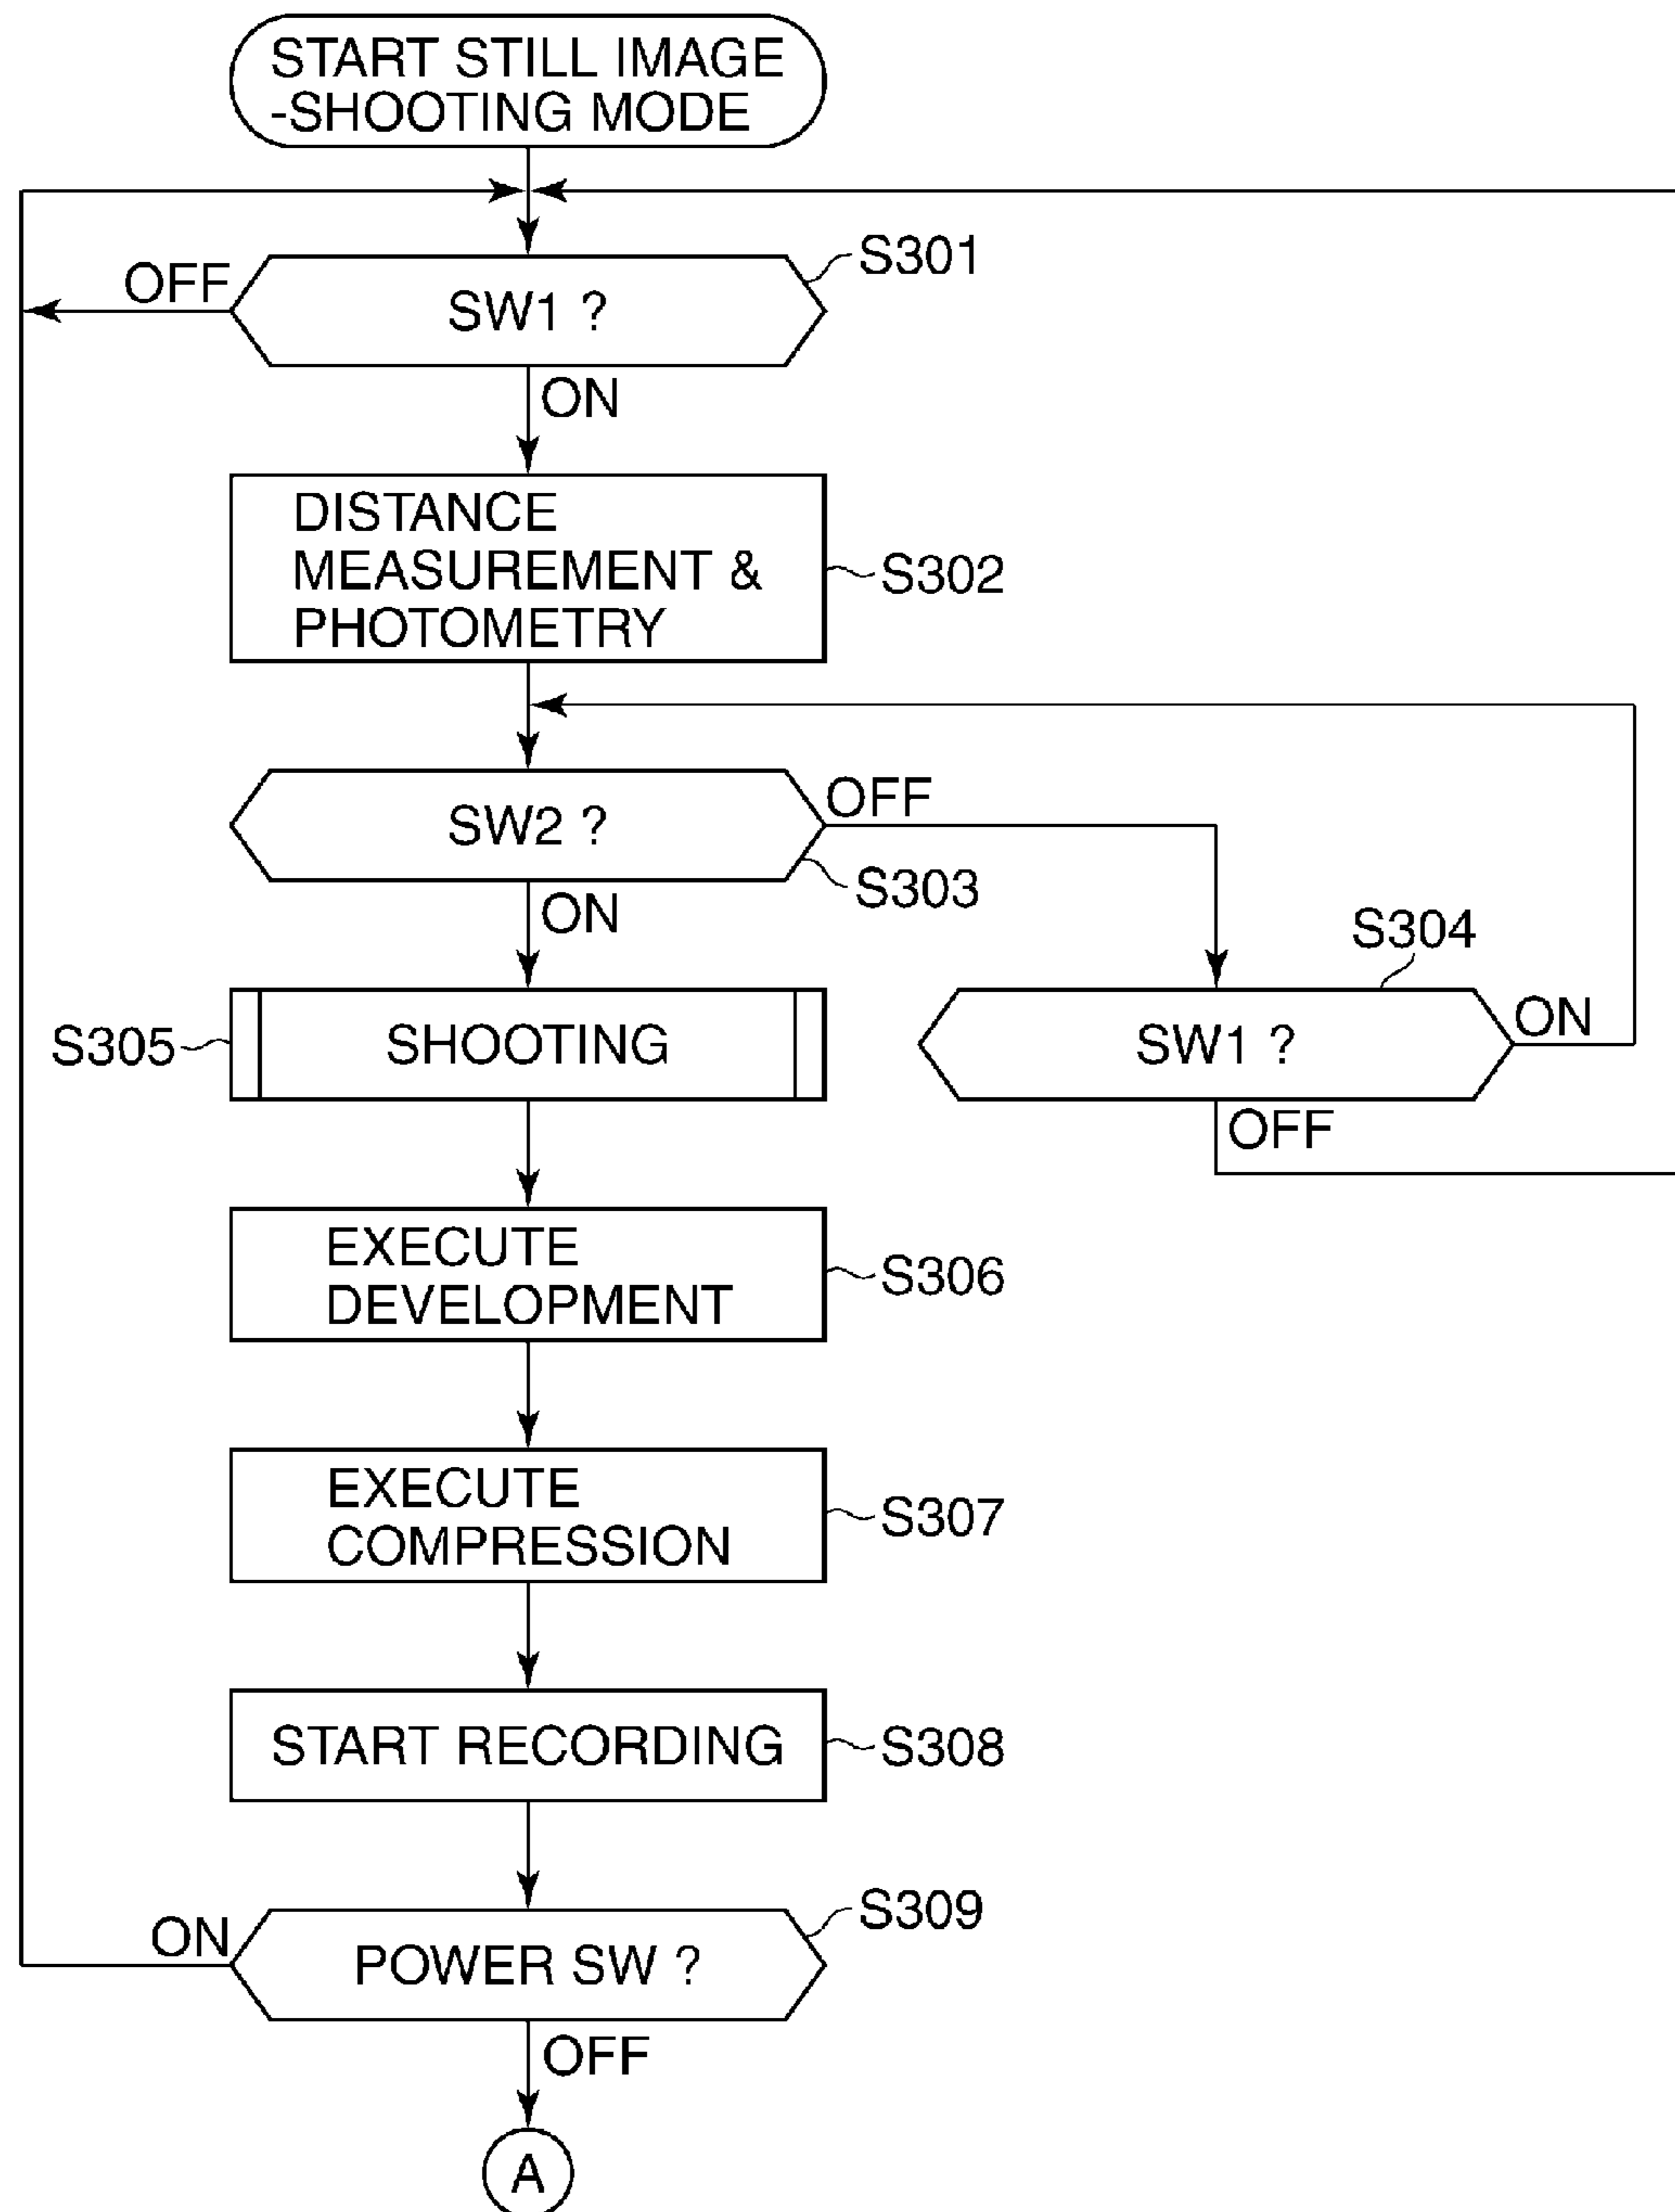 START STILL IMAGE
-SHOOTING MODE
S301
OFF
SW1 ?
ON
DISTANCE
MEASUREMENT &
PHOTOMETRY
S302
OFF
SW2 ?
S303
ON
S304
S305
SHOOTING
SW1 ?
ON
OFF
EXECUTE
DEVELOPMENT
S306
EXECUTE
COMPRESSION
S307
START RECORDING
S308
S309
ON
POWER SW ?
OFF
A